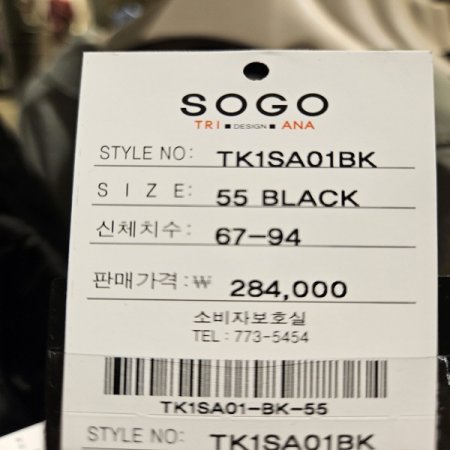 SOGO
TRI ■ DESIGN ■ ANA
STYLE NO: TK1SA01BK
SIZE: 55 BLACK
신체치수: 67-94
판매가격:₩ 284,000
소비자보호실
TEL : 773-5454
TK1SA01-BK-55
STYLE NO: TK1SA01BK